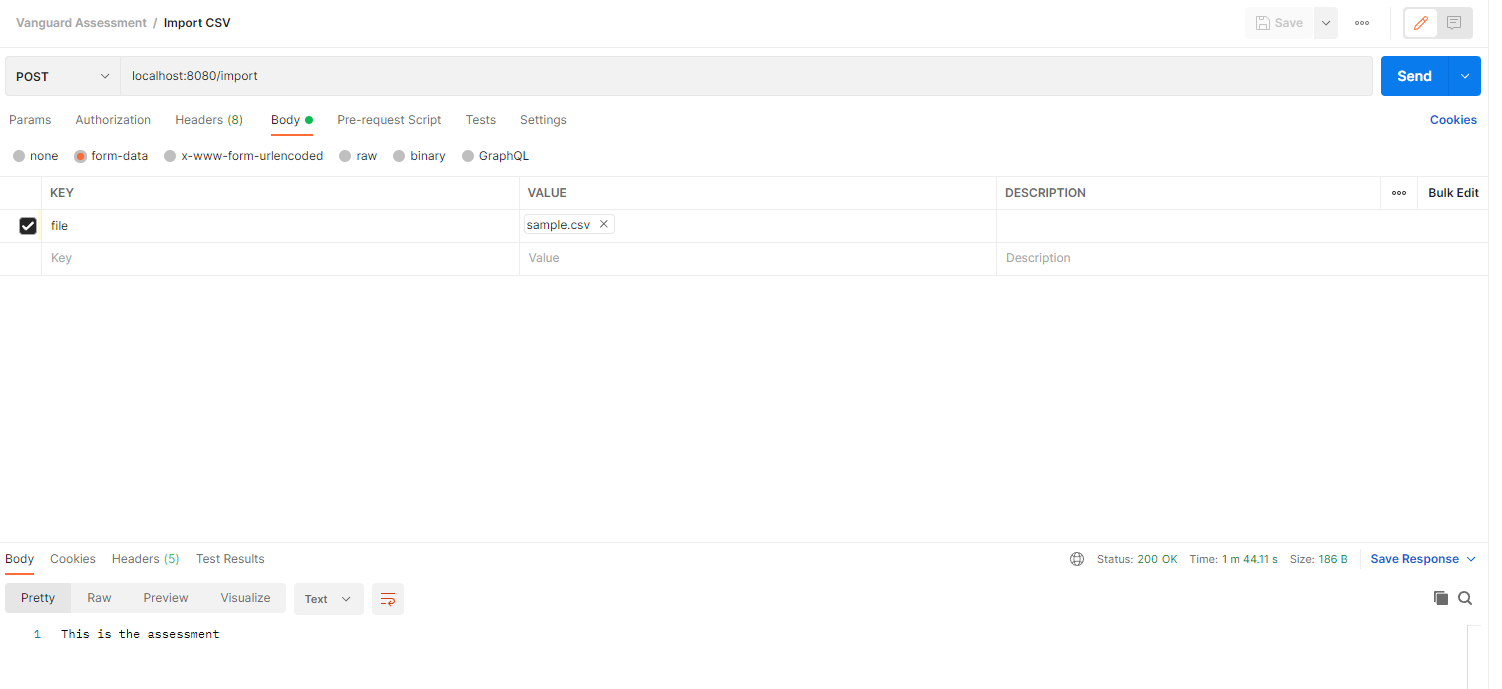 Vanguard Assessment / Import CSV Save
POST localhost:8080/import Send
Params Authorization Headers (8) Body Pre-request Script Tests Settings Cookies
none form-data x-www-form-urlencoded raw binary GraphQL
KEY VALUE DESCRIPTION Bulk Edit
file sample.csv
Key Value Description
Body Cookies Headers (5) Test Results Status: 200 OK Time: 1 m 44.11 s Size: 186 B Save Response
Pretty Raw Preview Visualize Text
1 This is the assessment